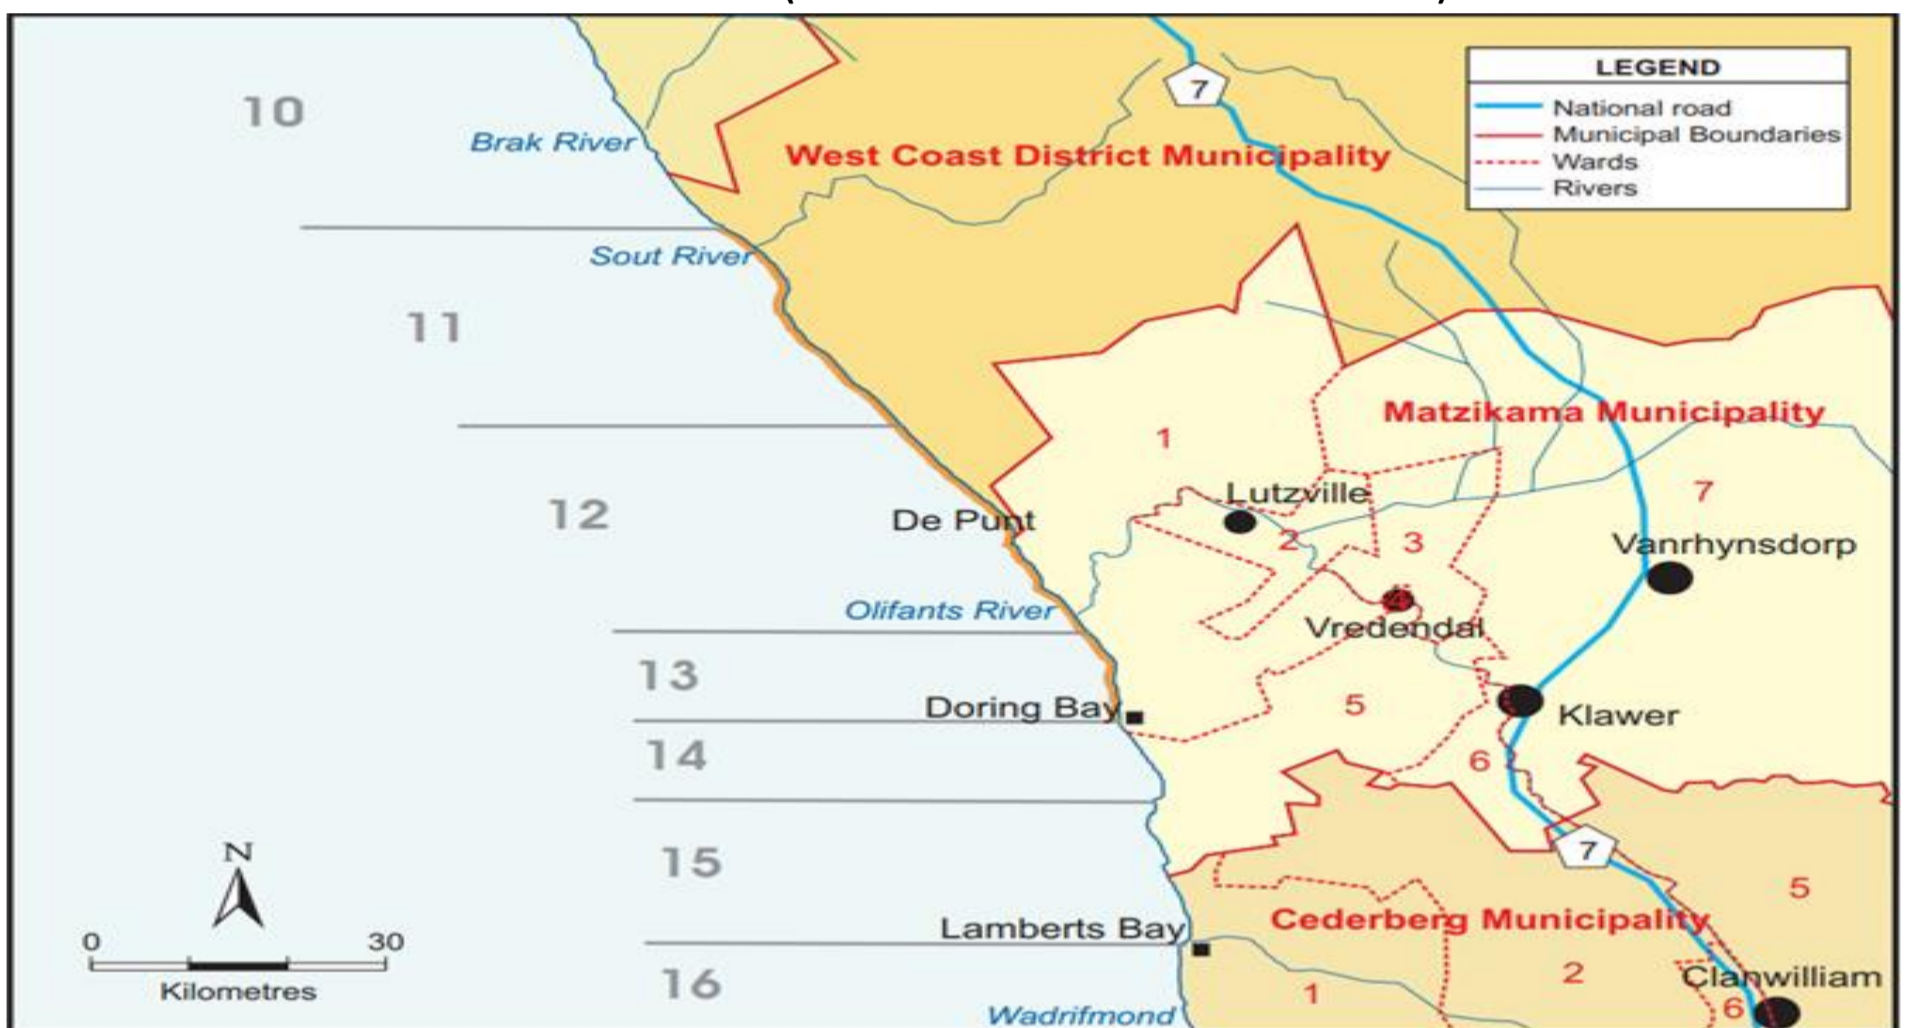 LEGEND
National road
Municipal Boundaries
Wards
Rivers
7
10
Brak River
West Coast District Municipality
Sout River
11
Matzikama Municipality
1
12
De Punt
Lutzville
2
3
7
Vanrhynsdorp
4
Olifants River
Vredendal
13
Doring Bay
5
Klawer
14
6
15
7
5
N
Cederberg Municipality
Lamberts Bay
0
30
Kilometres
16
1
2
Clanwilliam
6
Wadrifmond